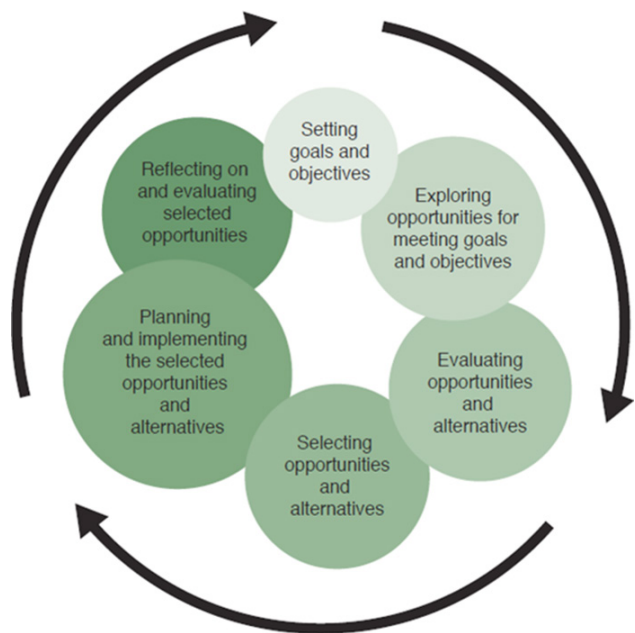 Setting
goals and
objectives
Exploring
opportunities for
meeting goals
and objectives
Evaluating
opportunities
and
alternatives
Selecting
opportunities
and
alternatives
Planning
and implementing
the selected
opportunities
and
alternatives
Reflecting on
and evaluating
selected
opportunities